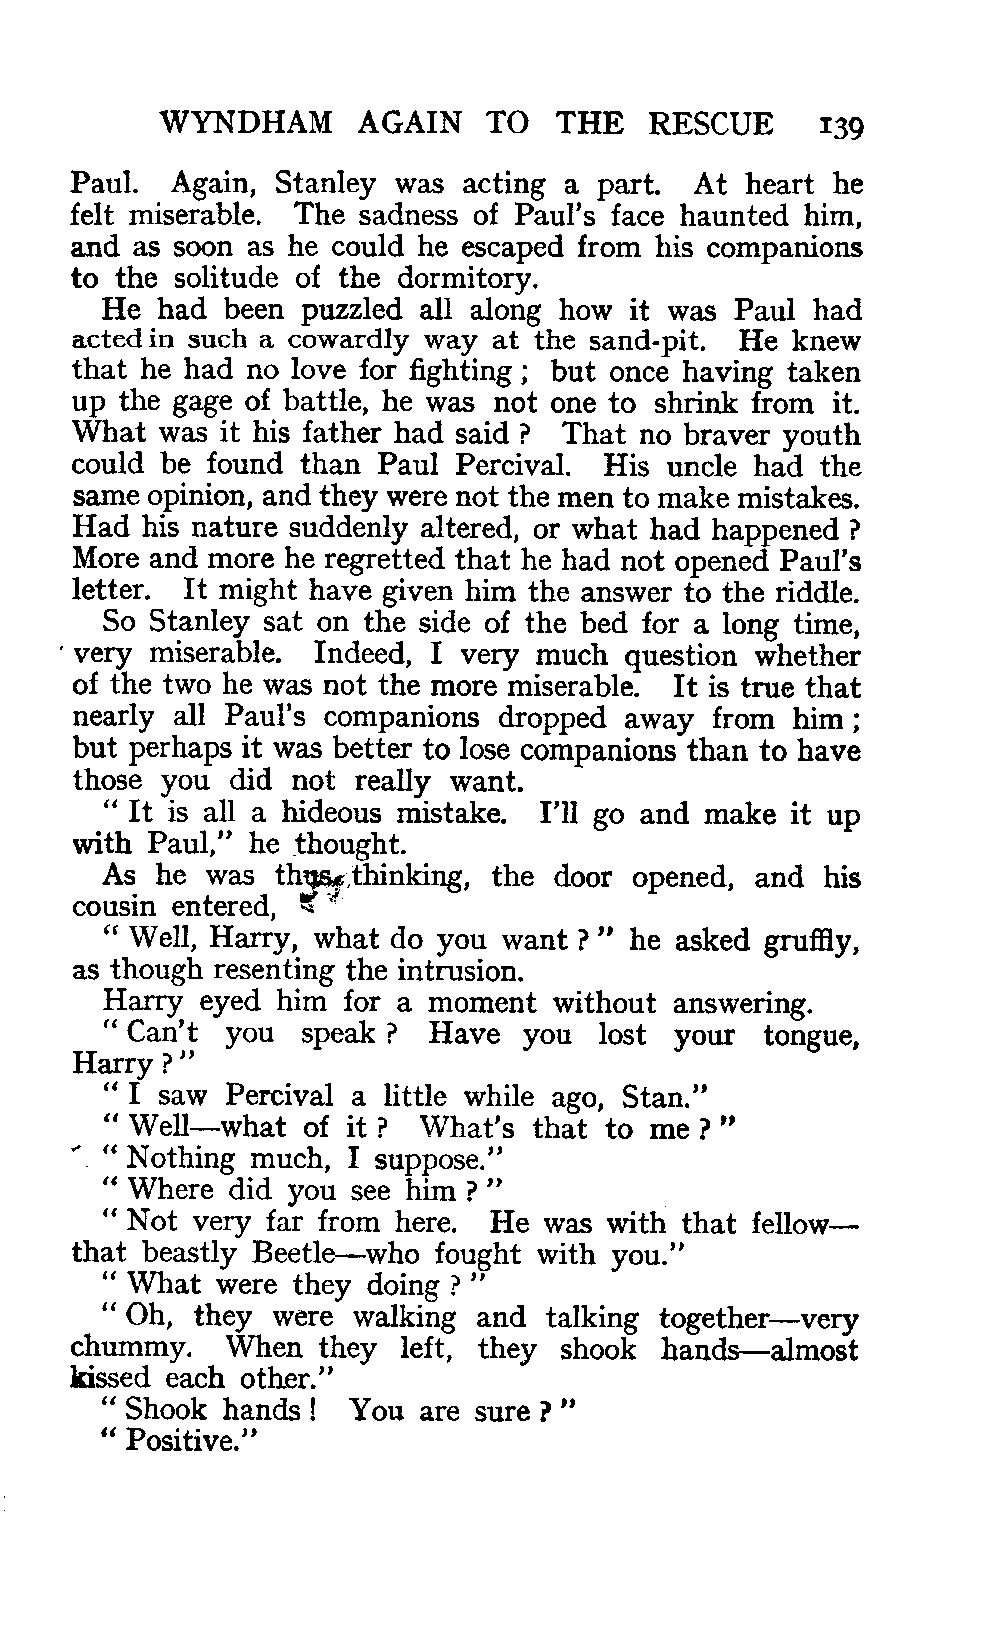 WYNDHAM AGAIN TO THE RESCUE 139
Paul. Again, Stanley was acting a part. At heart he
felt miserable. The sadness of Paul's face haunted him,
and as soon as he could he escaped from his companions
to the solitude of the dormitory.
He had been puzzled all along how it was Paul had
acted in such a cowardly way at the sand-pit. He knew
that he had no love for fighting; but once having taken
up the gage of battle, he was not one to shrink from it.
What was it his father had said? That no braver youth
could be found than Paul Percival. His uncle had the
same opinion, and they were not the men to make mistakes.
Had his nature suddenly altered, or what had happened?
More and more he regretted that he had not opened Paul's
letter. It might have given him the answer to the riddle.
So Stanley sat on the side of the bed for a long time,
very miserable. Indeed, I very much question whether
of the two he was not the more miserable. It is true that
nearly all Paul's companions dropped away from him;
but perhaps it was better to lose companions than to have
those you did not really want.
"It is all a hideous mistake. I'll go and make it up
with Paul," he thought.
As he was thus thinking, the door opened, and his
cousin entered,
"Well, Harry, what do you want?" he asked gruffly,
as though resenting the intrusion.
Harry eyed him for a moment without answering.
"Can't you speak? Have you lost your tongue,
Harry?"
"I saw Percival a little while ago, Stan."
"Well—what of it? What's that to me?"
"Nothing much, I suppose."
"Where did you see him?"
"Not very far from here. He was with that fellow—
that beastly Beetle—who fought with you."
"What were they doing?"
"Oh, they were walking and talking together—very
chummy. When they left, they shook hands—almost
kissed each other."
"Shook hands! You are sure?"
"Positive."